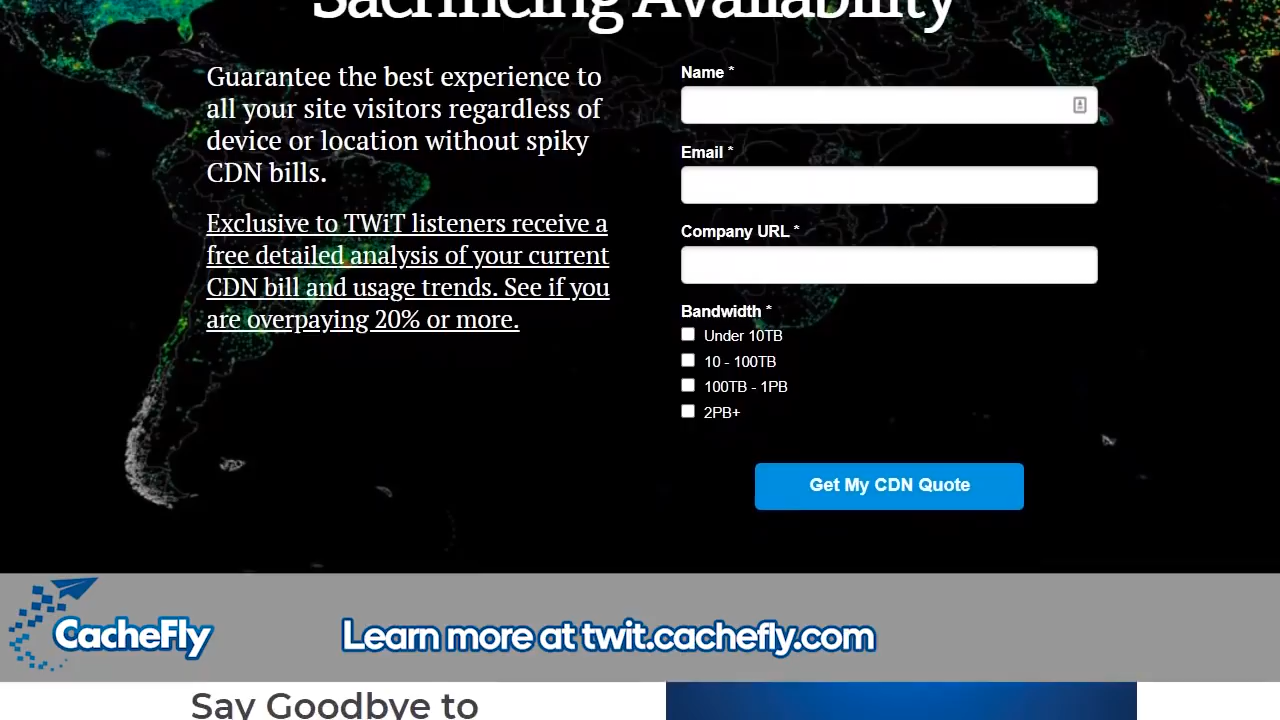 Sacrificing Availability
Guarantee the best experience to
all your site visitors regardless of
device or location without spiky
CDN bills.
Exclusive to TWiT listeners receive a
free detailed analysis of your current
CDN bill and usage trends. See if you
are overpaying 20% or more.
Name *
Email *
Company URL *
Bandwidth *
Under 10TB
10 - 100TB
100TB - 1PB
2PB+
Get My CDN Quote
CacheFly
Learn more at twit.cachefly.com
Say Goodbye to